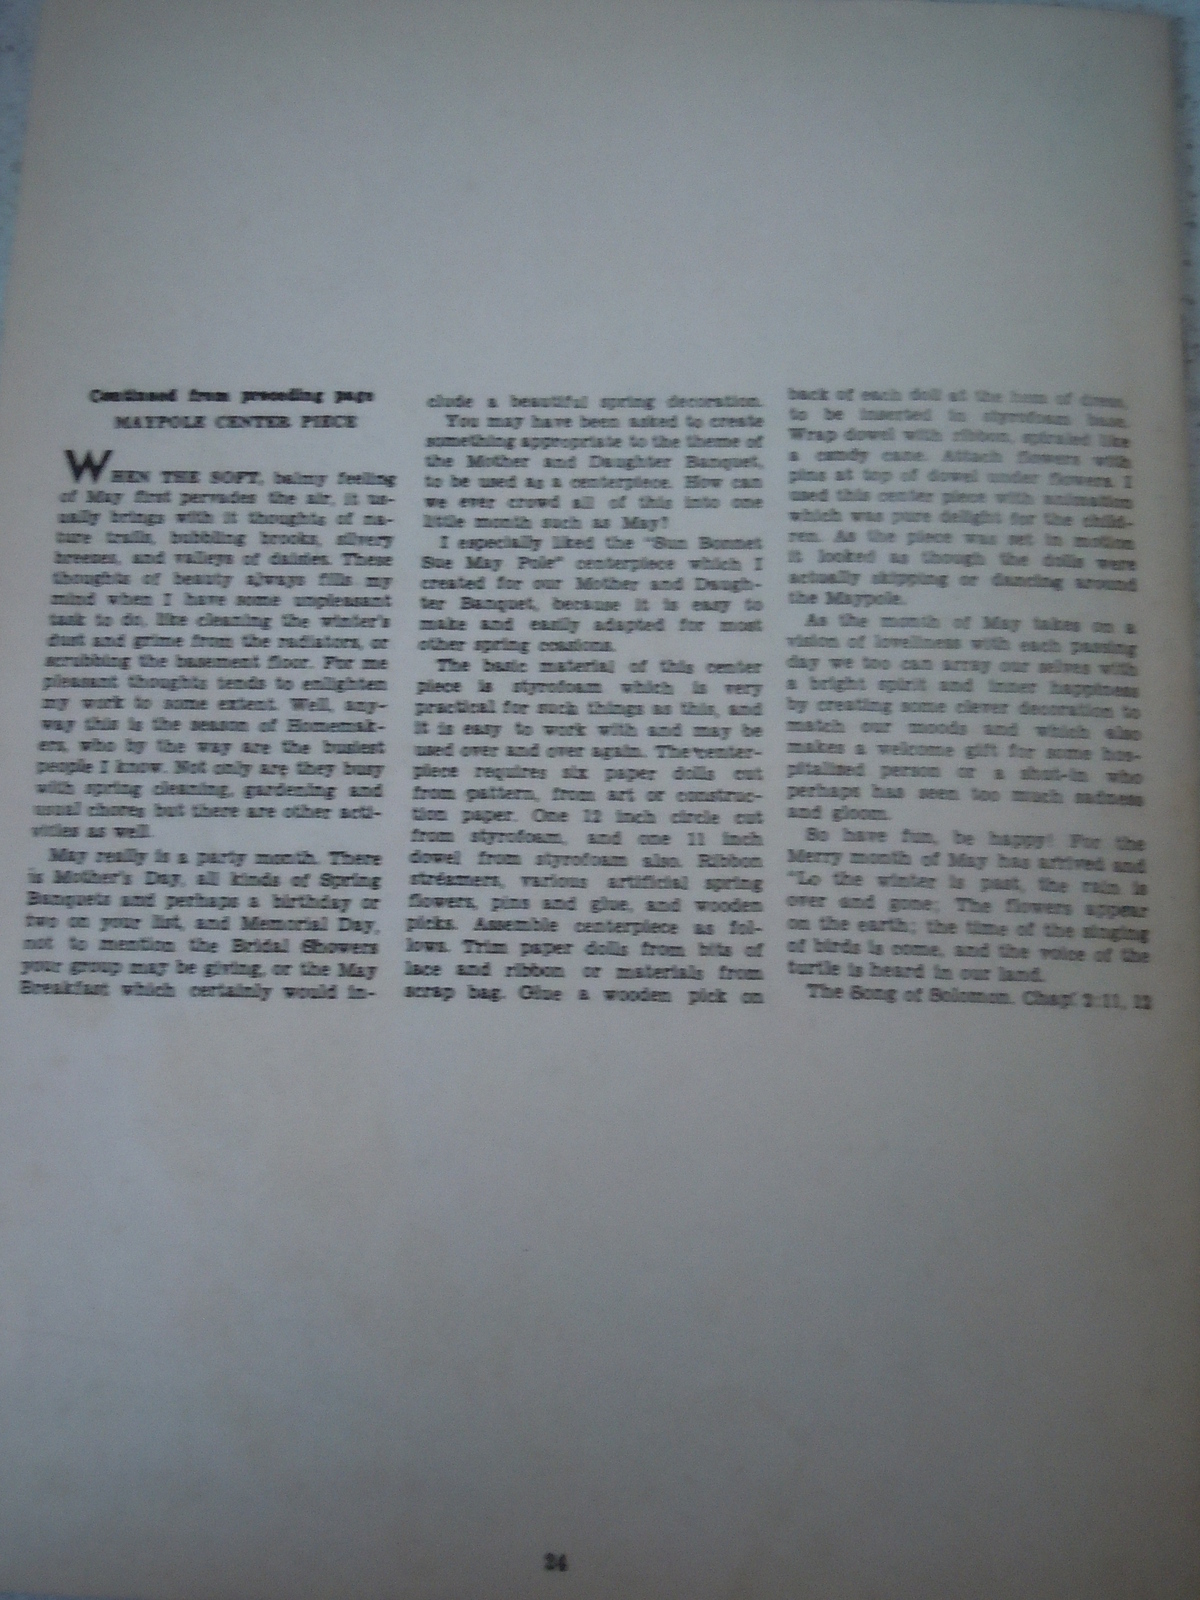 Continued from preceding page
MAYPOLE CENTER PIECE
WHEN THE SOFT, balmy feeling
of May first pervades the air, it us-
ually brings with it thoughts of na-
ture trails, bubbling brooks, silvery
breezes, and valleys of daisies. These
thoughts of beauty always fills my
mind when I have some unpleasant
task to do, like cleaning the winter's
dust and grime from the radiators, or
scrubbing the basement floor. For me
pleasant thoughts tends to enlighten
my work to some extent. Well, any-
way this is the season of Homemak-
ers, who by the way are the busiest
people I know. Not only are they busy
with spring cleaning, gardening and
usual chores but there are other acti-
vities as well.
May really is a party month. There
is Mother's Day, all kinds of Spring
Banquets and perhaps a birthday or
two on your list, and Memorial Day,
not to mention the Bridal Showers
your group may be giving, or the May
Breakfast which certainly would in-
clude a beautiful spring decoration.
You may have been asked to create
something appropriate to the theme of
the Mother and Daughter Banquet,
to be used as a centerpiece. How can
we ever crowd all of this into one
little month such as May?
I especially liked the "Sun Bonnet
Sue May Pole" centerpiece which I
created for our Mother and Daugh-
ter Banquet, because it is easy to
make and easily adapted for most
other spring ocasions.
The basic material of this center
piece is styrofoam which is very
practical for such things as this, and
it is easy to work with and may be
used over and over again. The center-
piece requires six paper dolls cut
from pattern, from art or construc-
tion paper. One 12 inch circle cut
from styrofoam, and one 11 inch
dowel from styrofoam also. Ribbon
streamers, various artificial spring
flowers, pins and glue, and wooden
picks. Assemble centerpiece as fol-
lows. Trim paper dolls from bits of
lace and ribbon or materials from
scrap bag. Glue a wooden pick on
back of each doll at the hem of dress,
to be inserted in styrofoam base.
Wrap dowel with ribbon, spiraled like
a candy cane. Attach flowers with
pins at top of dowel under flowers. I
used this center piece with animation
which was pure delight for the child-
ren. As the piece was set in motion
it looked as though the dolls were
actually skipping or dancing around
the Maypole.
As the month of May takes on a
vision of loveliness with each passing
day we too can array our selves with
a bright spirit and inner happiness
by creating some clever decoration to
match our moods and which also
makes a welcome gift for some hos-
pitalized person or a shut-in who
perhaps has seen too much sadness
and gloom.
So have fun, be happy! For the
Merry month of May has arrived and
"Lo the winter is past, the rain is
over and gone; The flowers appear
on the earth; the time of the singing
of birds is come, and the voice of the
turtle is heard in our land.
The Song of Solomon. Chap. 2:11, 12
24